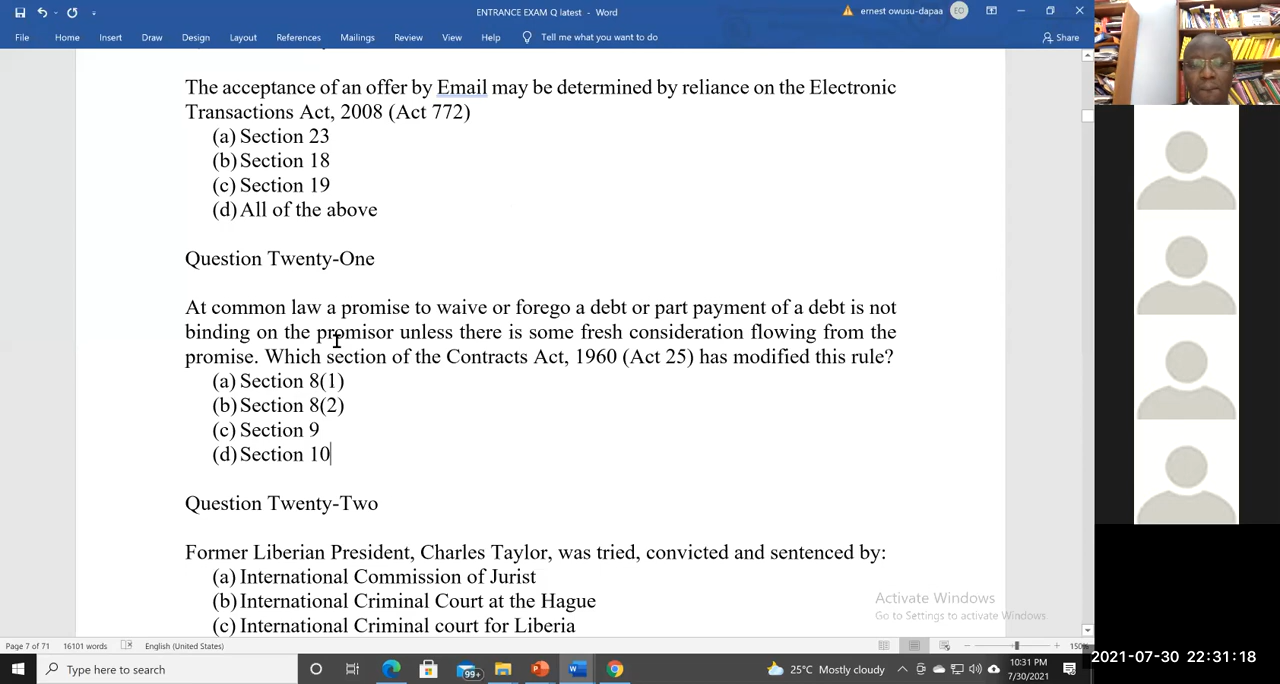 ENTRANCE EXAM Q latest - Word
ernest owusu-dapaa
EO
File Home Insert Draw Design Layout References Mailings Review View Help Tell me what you want to do
Share
The acceptance of an offer by Email may be determined by reliance on the Electronic
Transactions Act, 2008 (Act 772)
(a) Section 23
(b) Section 18
(c) Section 19
(d) All of the above
Question Twenty-One
At common law a promise to waive or forego a debt or part payment of a debt is not
binding on the promisor unless there is some fresh consideration flowing from the
promise. Which section of the Contracts Act, 1960 (Act 25) has modified this rule?
(a) Section 8(1)
(b) Section 8(2)
(c) Section 9
(d) Section 10
Question Twenty-Two
Former Liberian President, Charles Taylor, was tried, convicted and sentenced by:
(a) International Commission of Jurist
(b) International Criminal Court at the Hague
(c) International Criminal court for Liberia
Activate Windows
Go to Settings to activate Windows.
Page 7 of 71 16101 words English (United States)
150%
Type here to search
99+
25°C Mostly cloudy
10:31 PM
7/30/2021
2021-07-30 22:31:18